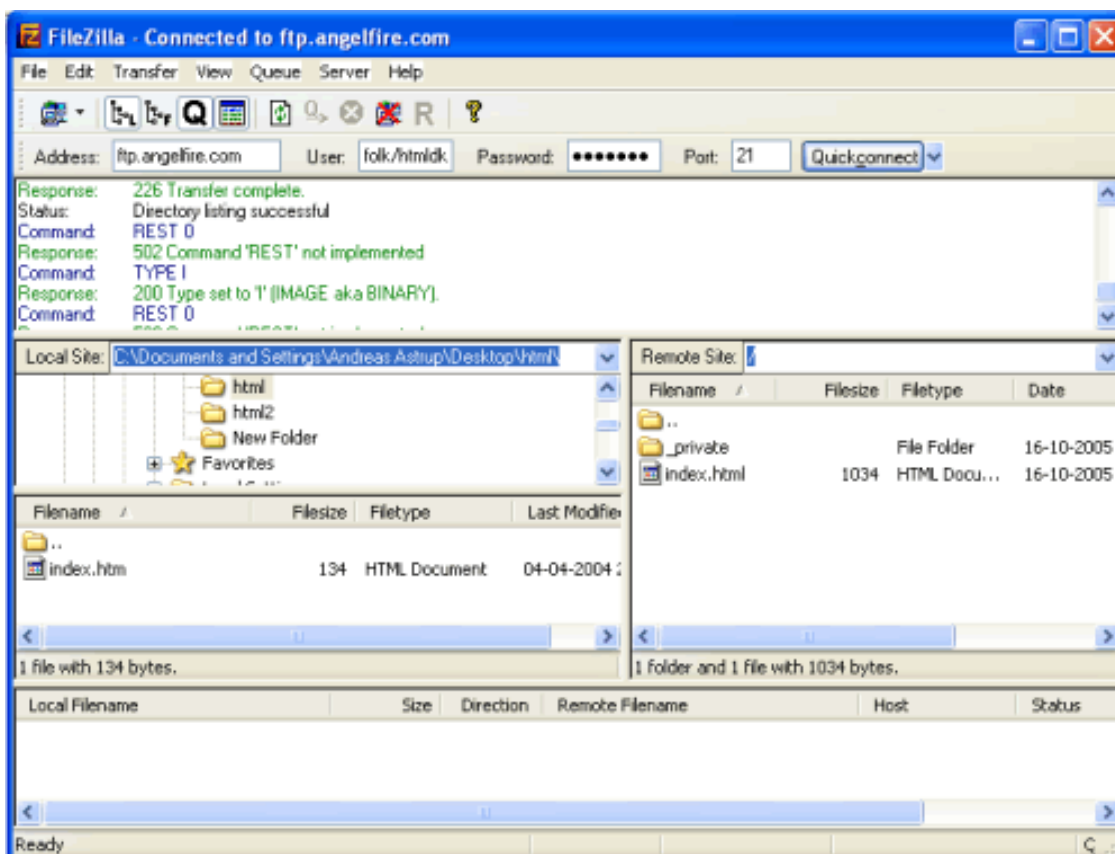 FileZilla - Connected to ftp.angelfire.com
File Edit Transfer View Queue Server Help
Address: ftp.angelfire.com User: folk/htmldk Password: ●●●●●●● Port: 21 Quickconnect
Response: 226 Transfer complete.
Status: Directory listing successful
Command: REST 0
Response: 502 Command 'REST' not implemented
Command: TYPE I
Response: 200 Type set to 'I' (IMAGE aka BINARY).
Command: REST 0
Local Site: C:\Documents and Settings\Andreas Astrup\Desktop\html\
html
html2
New Folder
Favorites
Filename Filesize Filetype Last Modifie
..
index.htm 134 HTML Document 04-04-2004 2
1 file with 134 bytes.
Remote Site: /
Filename Filesize Filetype Date
..
_private File Folder 16-10-2005
index.html 1034 HTML Docu... 16-10-2005
1 folder and 1 file with 1034 bytes.
Local Filename Size Direction Remote Filename Host Status
Ready